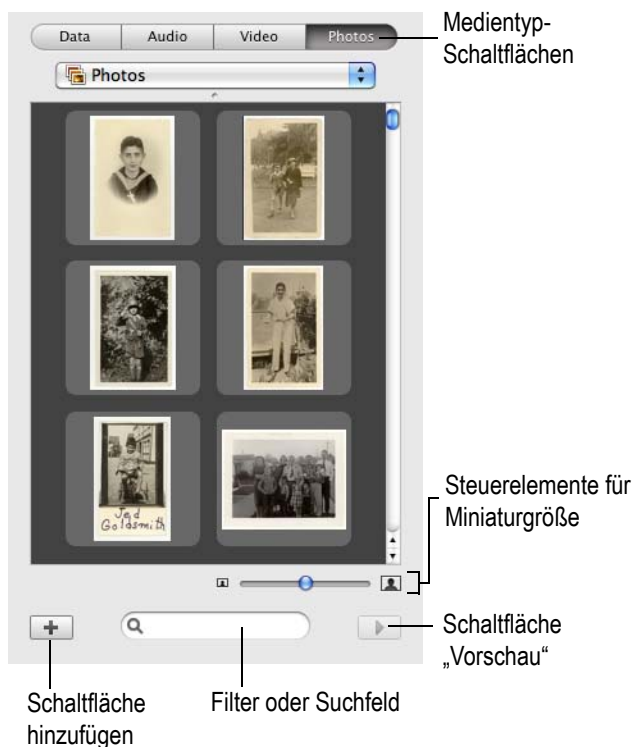 Data Audio Video Photos
Medientyp-
Schaltflächen
Photos
Jed
Goldsmith
Steuerelemente für
Miniaturgröße
Schaltfläche
„Vorschau“
Schaltfläche
hinzufügen
Filter oder Suchfeld